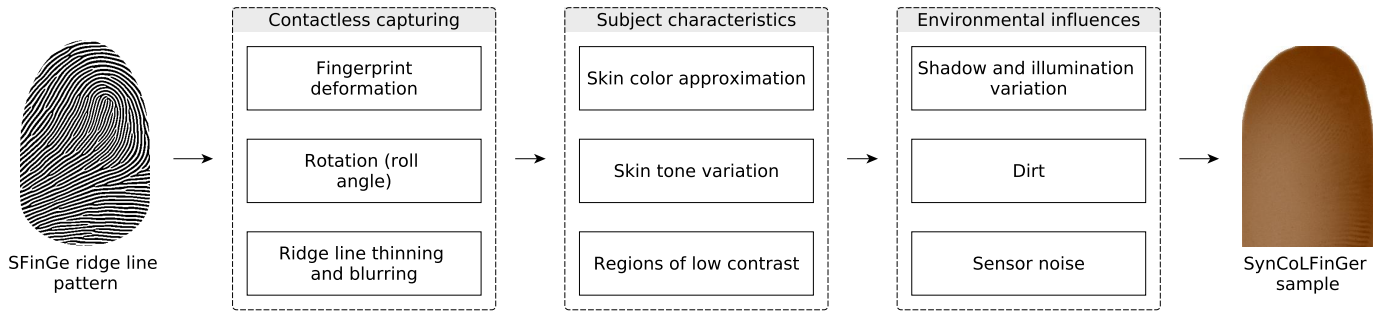 Contactless capturing
Fingerprint
deformation
Rotation (roll
angle)
Ridge line thinning
and blurring
Subject characteristics
Skin color approximation
Skin tone variation
Regions of low contrast
Environmental influences
Shadow and illumination
variation
Dirt
Sensor noise
SFinGe ridge line
pattern
SynCoLFinGer
sample